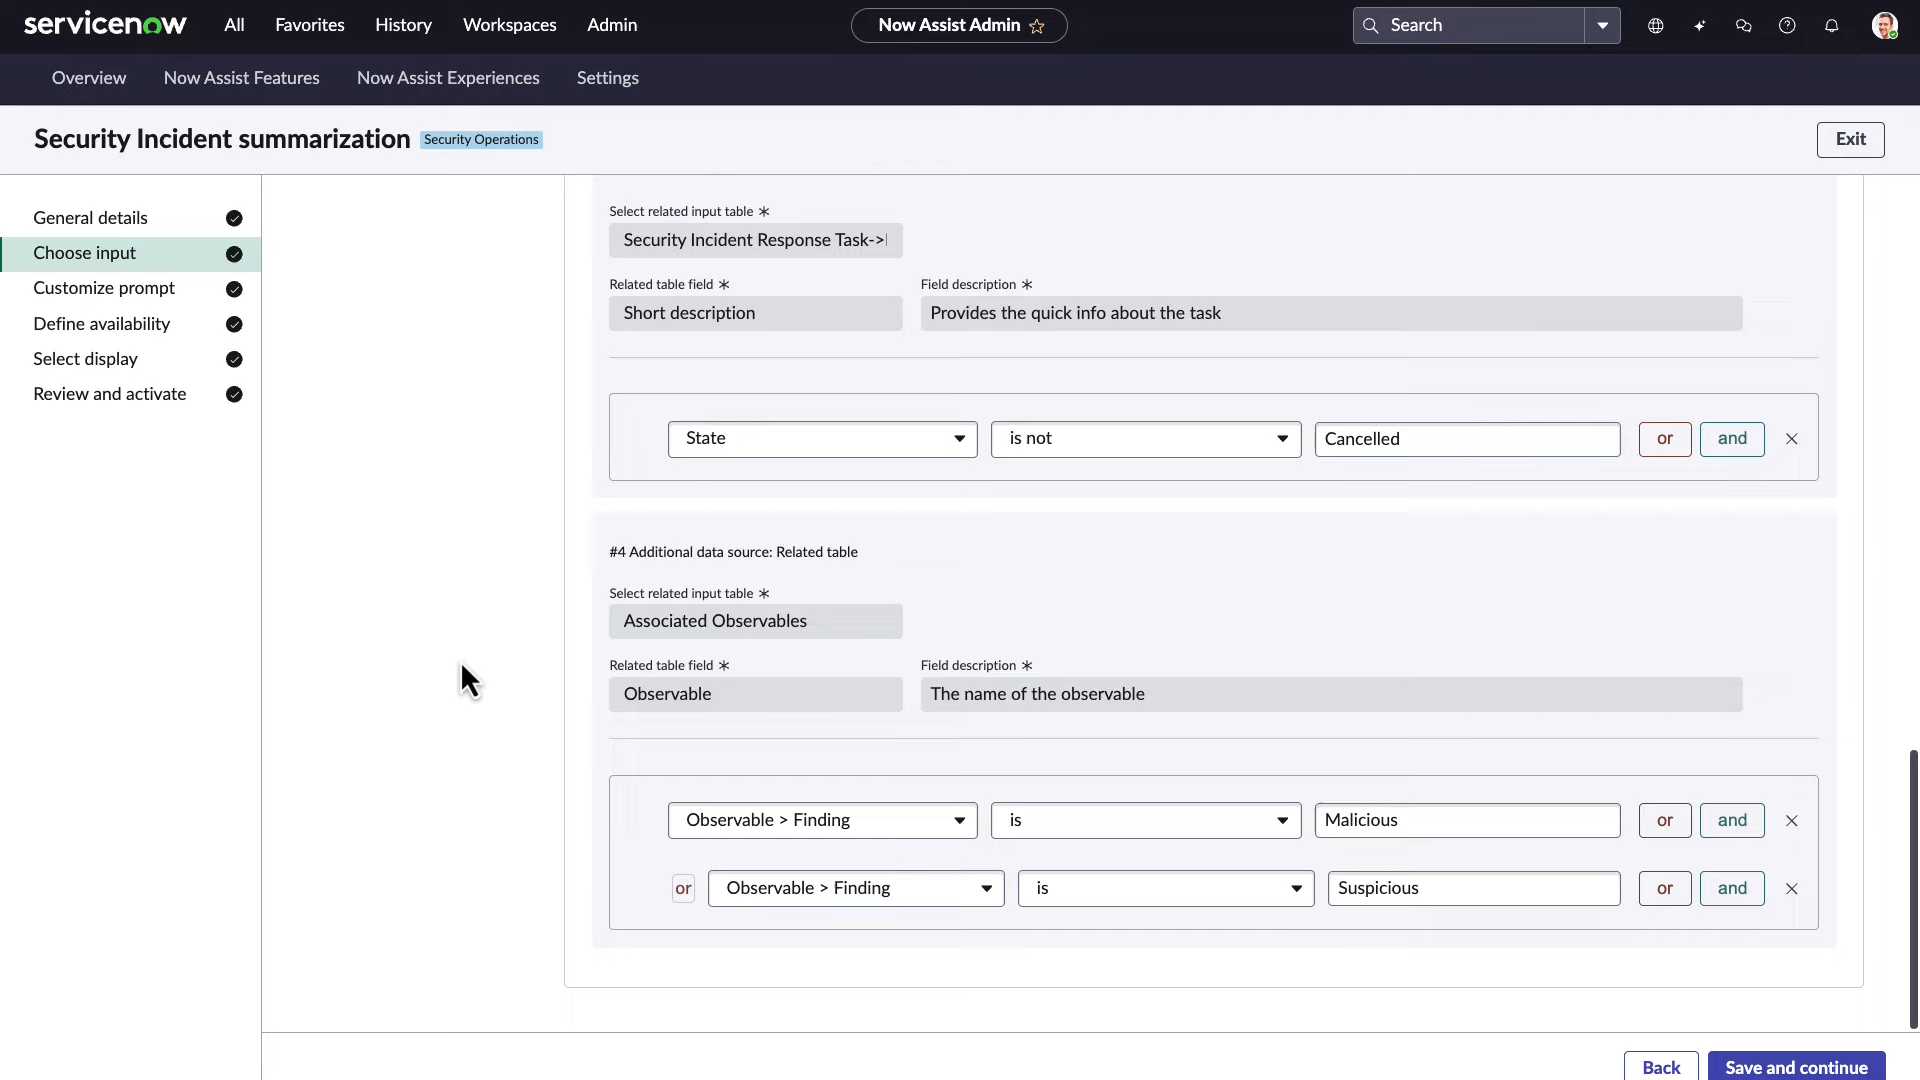 servicenow
All
Favorites
History
Workspaces
Admin
Now Assist Admin
Search
Overview
Now Assist Features
Now Assist Experiences
Settings
Security Incident summarization
Security Operations
Exit
General details
Choose input
Customize prompt
Define availability
Select display
Review and activate
Select related input table *
Security Incident Response Task->
Related table field *
Field description *
Short description
Provides the quick info about the task
State
is not
Cancelled
or
and
#4 Additional data source: Related table
Select related input table *
Associated Observables
Related table field *
Field description *
Observable
The name of the observable
Observable > Finding
is
Malicious
or
and
or
Observable > Finding
is
Suspicious
or
and
Back
Save and continue